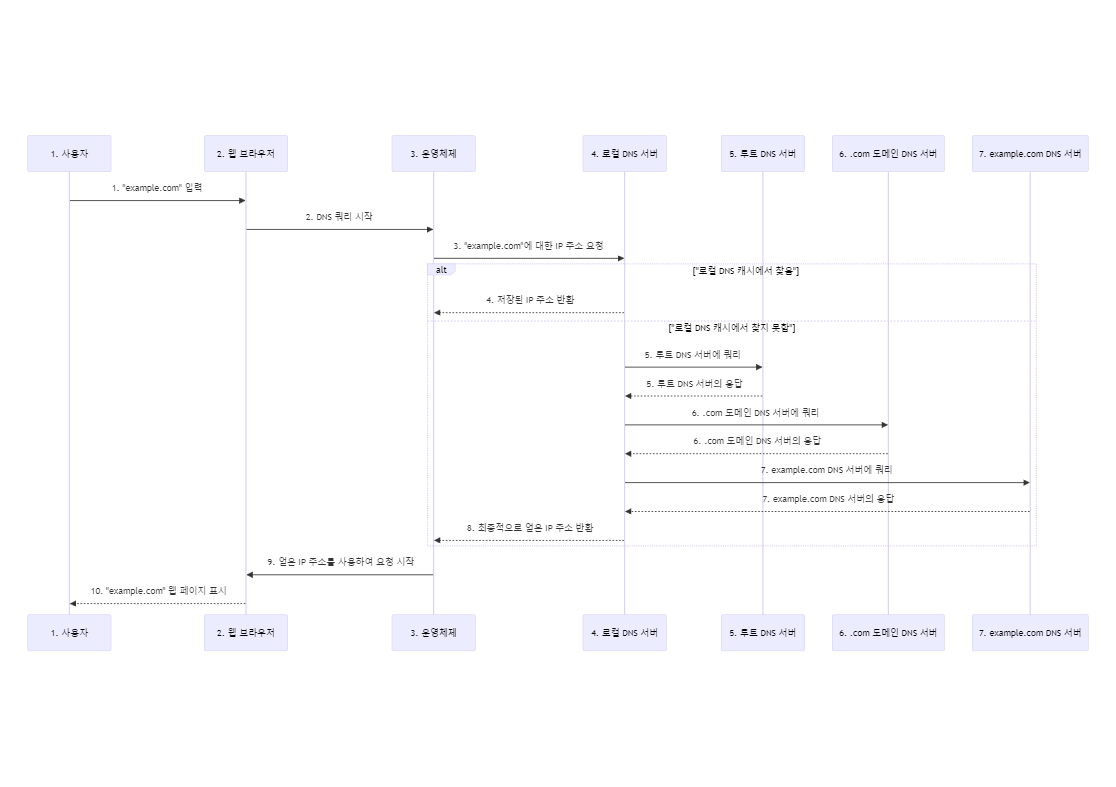 1. 사용자
2. 웹 브라우저
3. 운영체제
4. 로컬 DNS 서버
5. 루트 DNS 서버
6. .com 도메인 DNS 서버
7. example.com DNS 서버
1. "example.com" 입력
2. DNS 쿼리 시작
3. "example.com"에 대한 IP 주소 요청
alt
["로컬 DNS 캐시에서 찾음"]
4. 저장된 IP 주소 반환
["로컬 DNS 캐시에서 찾지 못함"]
5. 루트 DNS 서버에 쿼리
5. 루트 DNS 서버의 응답
6. .com 도메인 DNS 서버에 쿼리
6. .com 도메인 DNS 서버의 응답
7. example.com DNS 서버에 쿼리
7. example.com DNS 서버의 응답
8. 최종적으로 얻은 IP 주소 반환
9. 얻은 IP 주소를 사용하여 요청 시작
10. "example.com" 웹 페이지 표시
1. 사용자
2. 웹 브라우저
3. 운영체제
4. 로컬 DNS 서버
5. 루트 DNS 서버
6. .com 도메인 DNS 서버
7. example.com DNS 서버